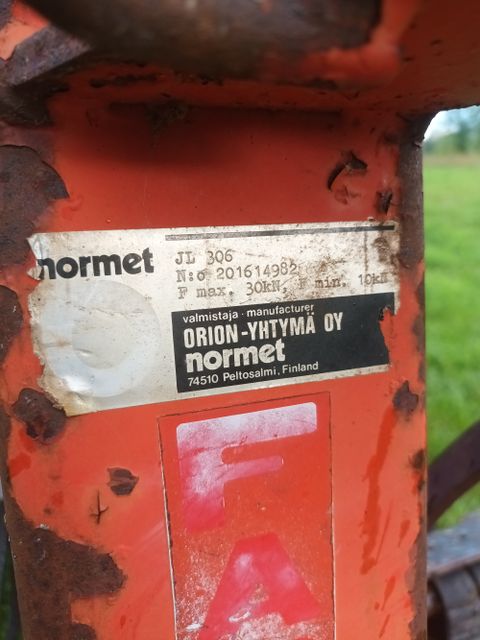 normet
JL 306
N:o 201614982
F max. 30kN, F min. 10kN
valmistaja · manufacturer
ORION-YHTYMÄ OY
normet
74510 Peltosalmi, Finland
F
A